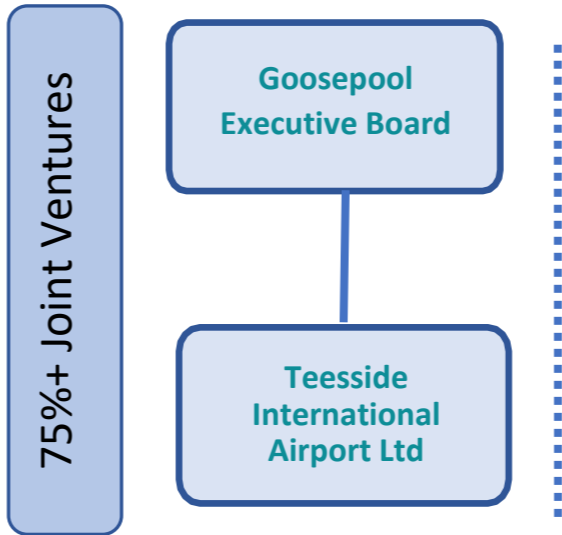 75%+ Joint Ventures
Goosepool
Executive Board
Teesside
International
Airport Ltd